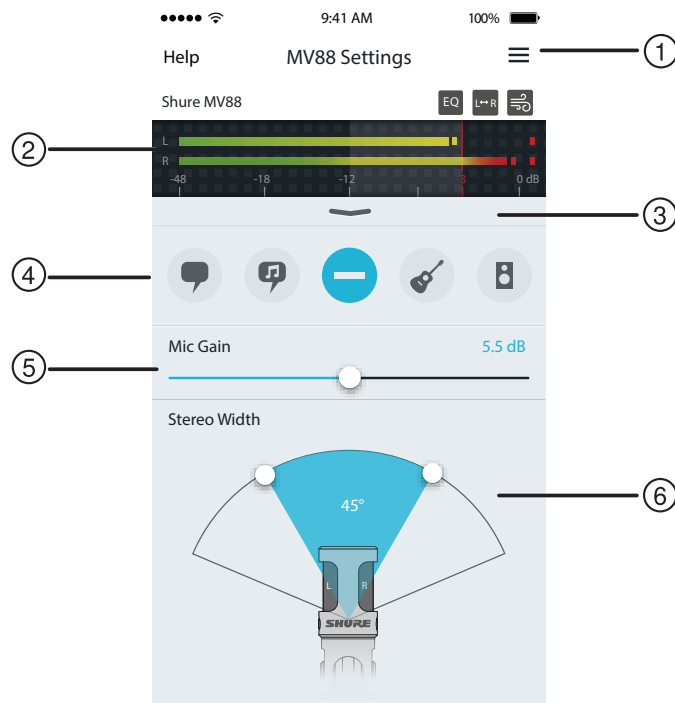 9:41 AM 100%
Help MV88 Settings
①
Shure MV88 EQ L↔R
②
L
R
-48 -18 -12 -3 0 dB
③
④
Mic Gain 5.5 dB
⑤
Stereo Width
45°
⑥
L R
SHURE